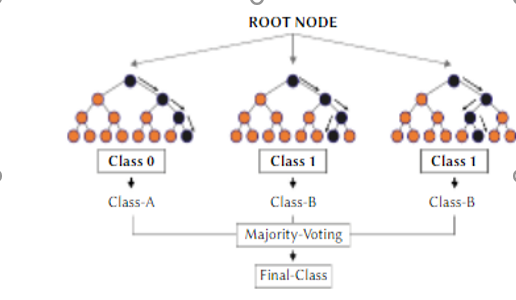 ROOT NODE
Class 0 Class 1 Class 1
Class-A Class-B Class-B
Majority-Voting
Final-Class